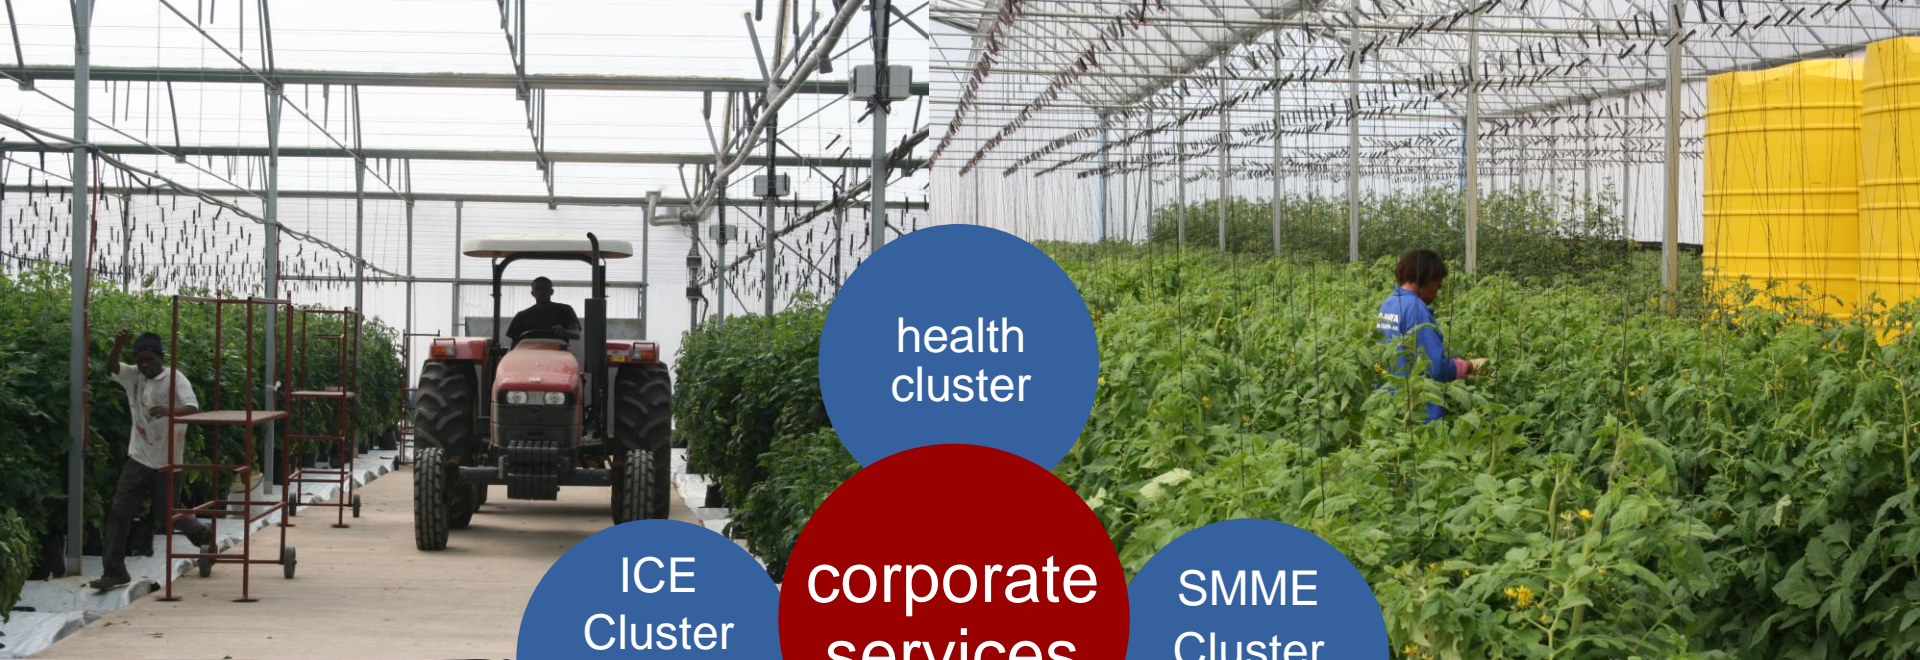 health
cluster
ICE
Cluster
corporate
services
SMME
Cluster